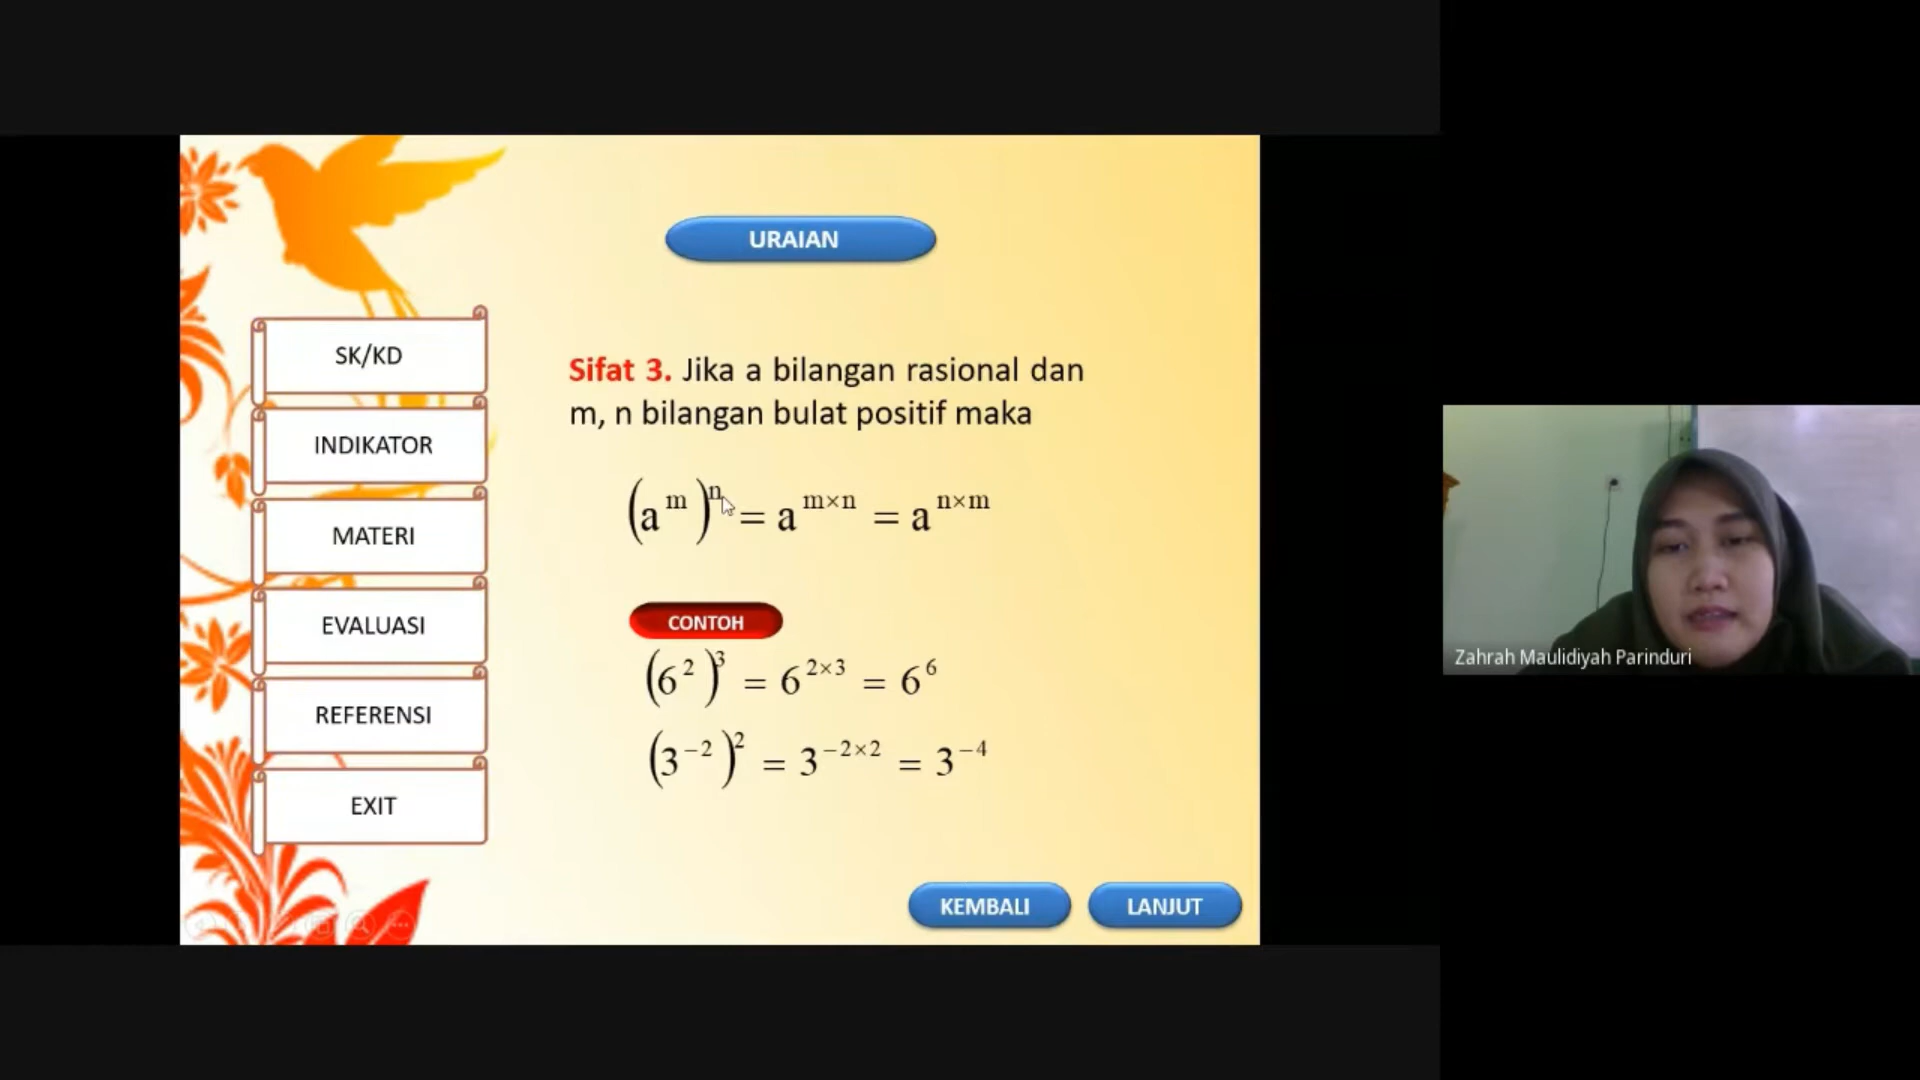 URAIAN
SK/KD
INDIKATOR
MATERI
EVALUASI
REFERENSI
EXIT
Sifat 3. Jika a bilangan rasional dan
m, n bilangan bulat positif maka
(a^m)^n = a^(m×n) = a^(n×m)
CONTOH
(6^2)^3 = 6^(2×3) = 6^6
(3^−2)^2 = 3^(−2×2) = 3^−4
KEMBALI
LANJUT
Zahrah Maulidiyah Parinduri